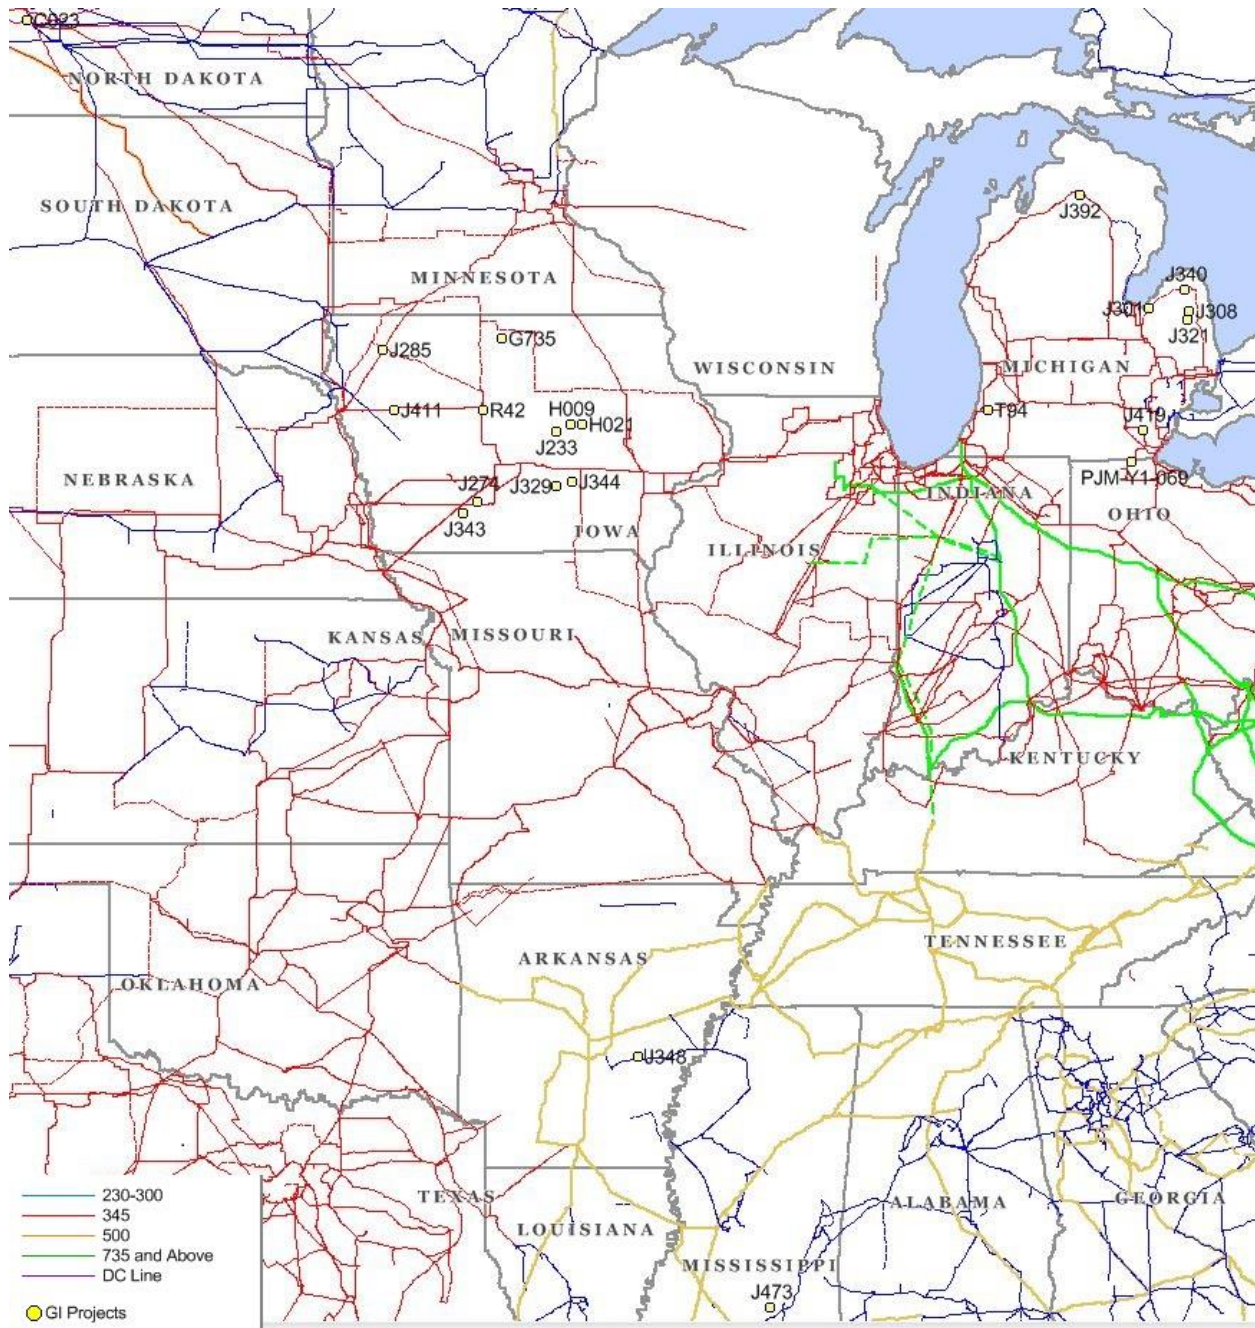 C023
NORTH DAKOTA
SOUTH DAKOTA
J392
MINNESOTA
J340
J301
J308
J321
G735
J285
WISCONSIN
MICHIGAN
J411
R42
H009
H021
J233
T94
J419
NEBRASKA
J274
J329
J344
PJM-Y1-069
INDIANA
OHIO
J343
IOWA
ILLINOIS
KANSAS
MISSOURI
KENTUCKY
TENNESSEE
ARKANSAS
OKLAHOMA
J348
TEXAS
LOUISIANA
ALABAMA
GEORGIA
MISSISSIPPI
J473
230-300
345
500
735 and Above
DC Line
GI Projects